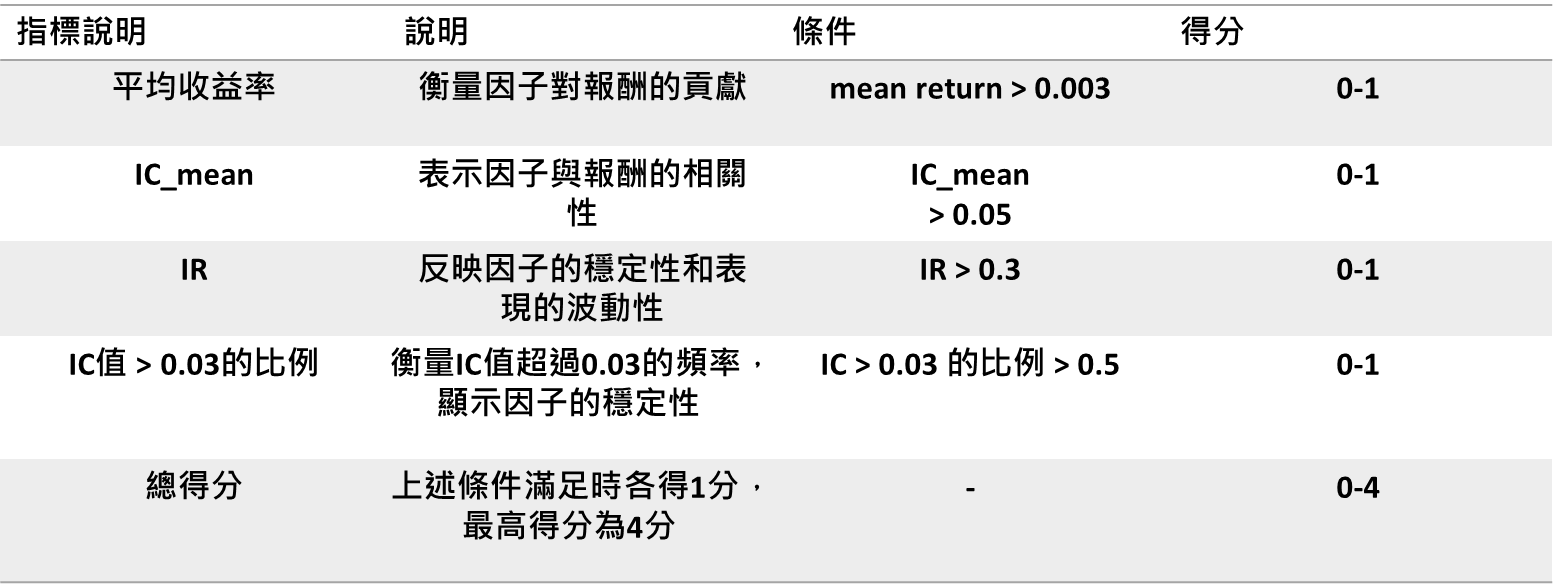 指標說明 說明 條件 得分
平均收益率 衡量因子對報酬的貢獻 mean return > 0.003 0-1
IC_mean 表示因子與報酬的相關
性 IC_mean
> 0.05 0-1
IR 反映因子的穩定性和表
現的波動性 IR > 0.3 0-1
IC值 > 0.03的比例 衡量IC值超過0.03的頻率，
顯示因子的穩定性 IC > 0.03 的比例 > 0.5 0-1
總得分 上述條件滿足時各得1分，
最高得分為4分 - 0-4